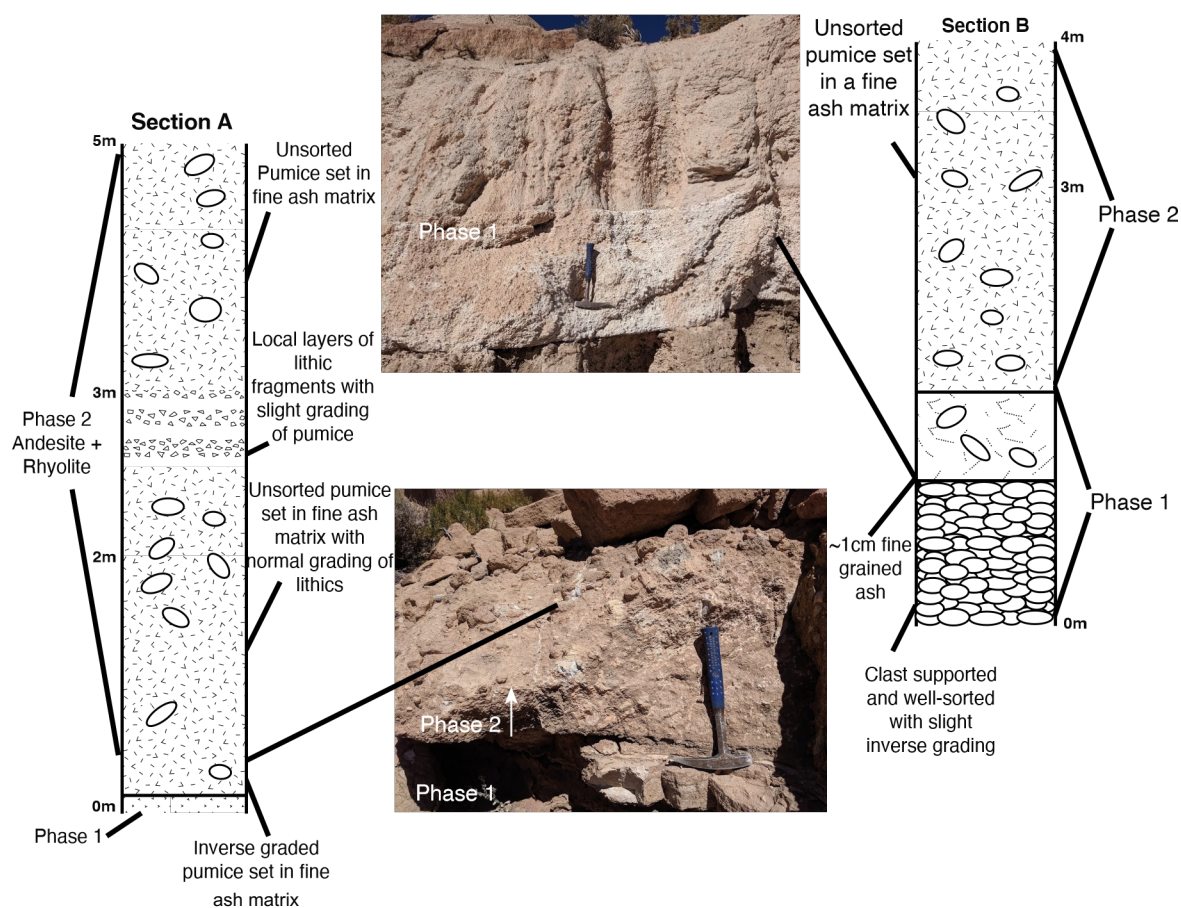 Section A
5m
Unsorted
Pumice set in
fine ash matrix
Local layers of
lithic
fragments with
slight grading
of pumice
3m
Phase 2
Andesite +
Rhyolite
Unsorted pumice
set in fine ash
matrix with
normal grading of
lithics
2m
0m
Phase 1
Inverse graded
pumice set in fine
ash matrix
Phase 1
Phase 2
Phase 1
Section B
Unsorted
pumice set
in a fine
ash matrix
4m
3m
Phase 2
Phase 1
~1cm fine
grained
ash
0m
Clast supported
and well-sorted
with slight
inverse grading